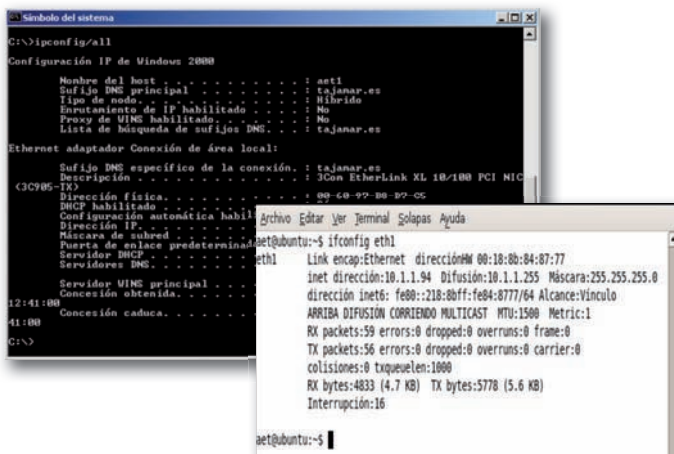 Símbolo del sistema
C:\>ipconfig/all
Configuración IP de Windows 2000
Nombre del host . . . . . . . . . . . : aet1
Sufijo DNS principal . . . . . . . . : tajamar.es
Tipo de nodo. . . . . . . . . . . . . : Híbrido
Enrutamiento de IP habilitado . . . . : No
Proxy de WINS habilitado. . . . . . . : No
Lista de búsqueda de sufijos DNS. . . : tajamar.es
Ethernet adaptador Conexión de área local:
Sufijo DNS específico de la conexión. : tajamar.es
Descripción . . . . . . . . . . . . . : 3Com EtherLink XL 10/100 PCI NIC
(3C905-TX)
Dirección física. . . . . . . . . . . : 00-60-97-B8-D7-C5
DHCP habilitado . . . . . . . . . . . :
Configuración automática habil
Dirección IP. . . . . . . . .
Máscara de subred . . . . . .
Puerta de enlace predetermina
Servidor DHCP . . . . . . . .
Servidores DNS. . . . . . . .
Servidor WINS principal . . .
Concesión obtenida. . . . . .
12:41:00
Concesión caduca. . . . . . .
41:00
C:\>
Archivo Editar Ver Terminal Solapas Ayuda
aet@ubuntu:~$ ifconfig eth1
eth1 Link encap:Ethernet direcciónHW 00:18:8b:84:87:77
inet dirección:10.1.1.94 Difusión:10.1.1.255 Máscara:255.255.255.0
dirección inet6: fe80::218:8bff:fe84:8777/64 Alcance:Vínculo
ARRIBA DIFUSIÓN CORRIENDO MULTICAST MTU:1500 Metric:1
RX packets:59 errors:0 dropped:0 overruns:0 frame:0
TX packets:56 errors:0 dropped:0 overruns:0 carrier:0
colisiones:0 txqueuelen:1000
RX bytes:4833 (4.7 KB) TX bytes:5778 (5.6 KB)
Interrupción:16
aet@ubuntu:~$